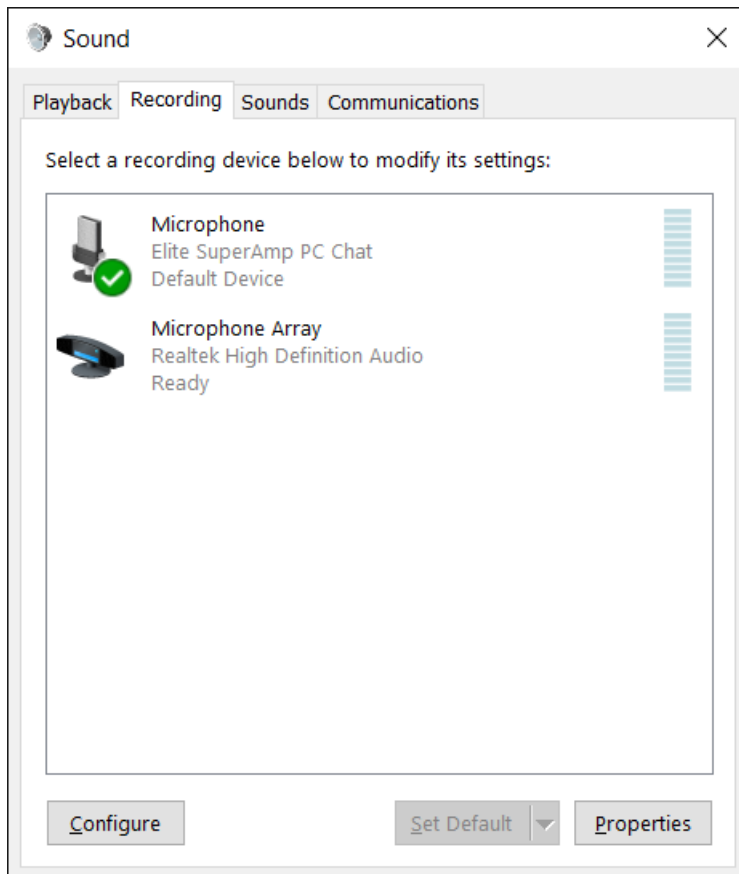 Sound
Playback Recording Sounds Communications
Select a recording device below to modify its settings:
Microphone
Elite SuperAmp PC Chat
Default Device
Microphone Array
Realtek High Definition Audio
Ready
Configure Set Default Properties